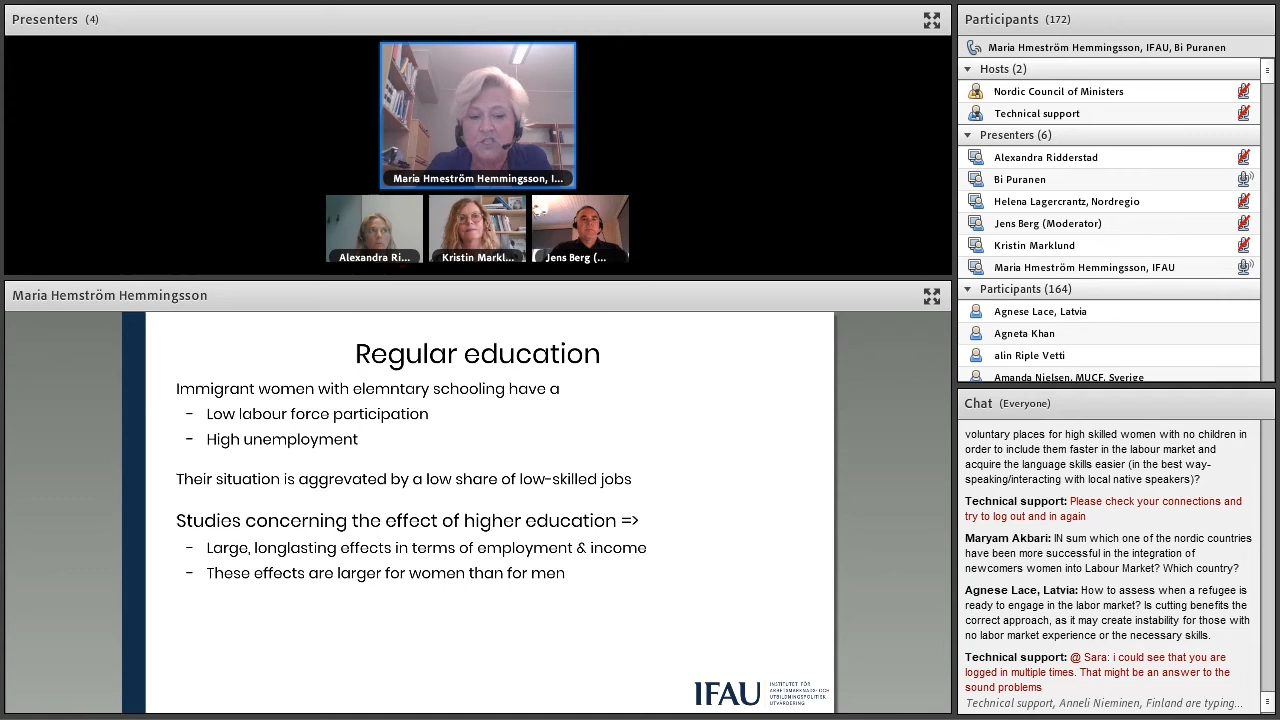 Presenters (4)
Maria Hmeström Hemmingsson, I...
Alexandra Ri...
Kristin Markl...
Jens Berg (...
Maria Hemström Hemmingsson
Regular education
Immigrant women with elemntary schooling have a
- Low labour force participation
- High unemployment
Their situation is aggrevated by a low share of low-skilled jobs
Studies concerning the effect of higher education =>
- Large, longlasting effects in terms of employment & income
- These effects are larger for women than for men
IFAU
INSTITUTET FÖR
ARBETSMARKNADS- OCH
UTBILDNINGSPOLITISK
UTVÄRDERING
Participants (172)
Maria Hmeström Hemmingsson, IFAU, Bi Puranen
Hosts (2)
Nordic Council of Ministers
Technical support
Presenters (6)
Alexandra Ridderstad
Bi Puranen
Helena Lagercrantz, Nordregio
Jens Berg (Moderator)
Kristin Marklund
Maria Hmeström Hemmingsson, IFAU
Participants (164)
Agnese Lace, Latvia
Agneta Khan
alin Riple Vetti
Amanda Nielsen, MUCF, Sverige
Chat (Everyone)
voluntary places for high skilled women with no children in
order to include them faster in the labour market and
acquire the language skills easier (in the best way-
speaking/interacting with local native speakers)?
Technical support: Please check your connections and
try to log out and in again
Maryam Akbari: IN sum which one of the nordic countries
have been more successful in the integration of
newcomers women into Labour Market? Which country?
Agnese Lace, Latvia: How to assess when a refugee is
ready to engage in the labor market? Is cutting benefits the
correct approach, as it may create instability for those with
no labor market experience or the necessary skills.
Technical support: @ Sara: i could see that you are
logged in multiple times. That might be an answer to the
sound problems
Technical support, Anneli Nieminen, Finland are typing...